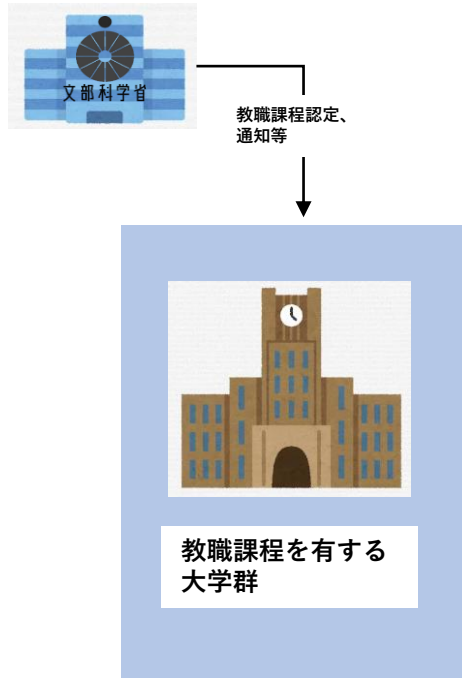 文部科学省
教職課程認定、
通知等
教職課程を有する
大学群